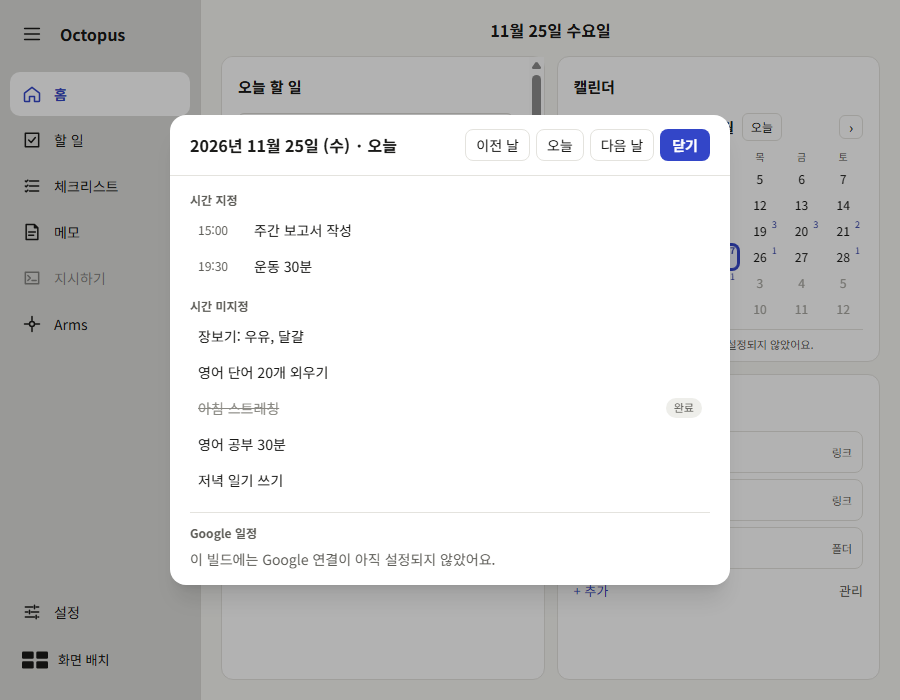 Octopus
홈
할 일
체크리스트
메모
지시하기
Arms
설정
화면 배치
11월 25일 수요일
오늘 할 일
캘린더
오늘
›
목 금 토
5 6 7
12 13 14
19 3 20 3 21 2
7 26 1 27 28 1
1 3 4 5
10 11 12
설정되지 않았어요.
링크
링크
폴더
+ 추가
관리
2026년 11월 25일 (수) · 오늘
이전 날
오늘
다음 날
닫기
시간 지정
15:00 주간 보고서 작성
19:30 운동 30분
시간 미지정
장보기: 우유, 달걀
영어 단어 20개 외우기
아침 스트레칭 완료
영어 공부 30분
저녁 일기 쓰기
Google 일정
이 빌드에는 Google 연결이 아직 설정되지 않았어요.